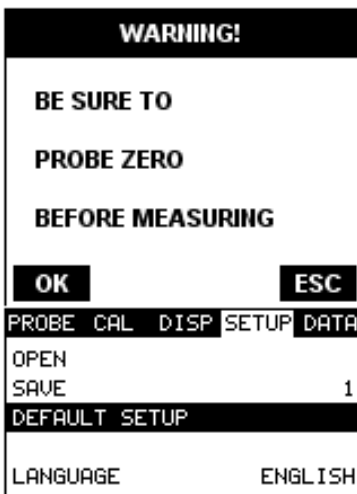 WARNING!
BE SURE TO
PROBE ZERO
BEFORE MEASURING
OK ESC
PROBE CAL DISP SETUP DATA
OPEN
SAVE 1
DEFAULT SETUP
LANGUAGE ENGLISH